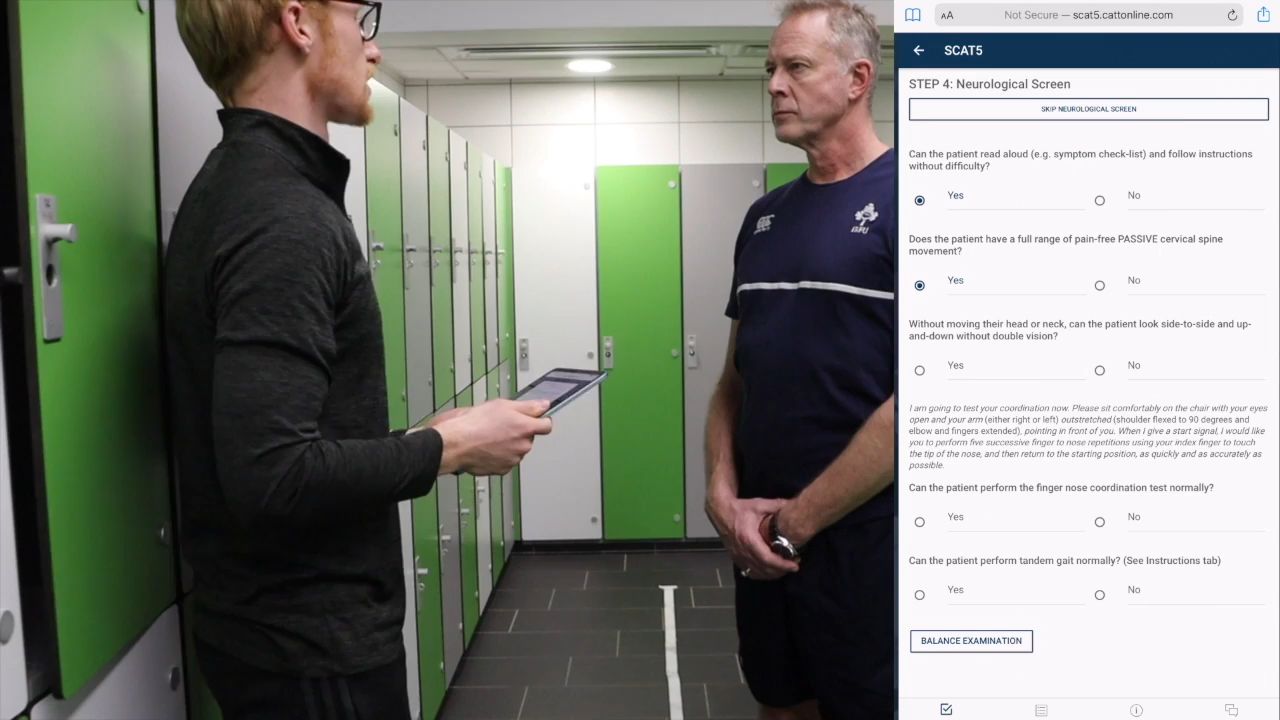 AA
Not Secure — scat5.cattonline.com
SCAT5
STEP 4: Neurological Screen
SKIP NEUROLOGICAL SCREEN
Can the patient read aloud (e.g. symptom check-list) and follow instructions
without difficulty?
Yes No
Does the patient have a full range of pain-free PASSIVE cervical spine
movement?
Yes No
Without moving their head or neck, can the patient look side-to-side and up-
and-down without double vision?
Yes No
I am going to test your coordination now. Please sit comfortably on the chair with your eyes
open and your arm (either right or left) outstretched (shoulder flexed to 90 degrees and
elbow and fingers extended), pointing in front of you. When I give a start signal, I would like
you to perform five successive finger to nose repetitions using your index finger to touch
the tip of the nose, and then return to the starting position, as quickly and as accurately as
possible.
Can the patient perform the finger nose coordination test normally?
Yes No
Can the patient perform tandem gait normally? (See Instructions tab)
Yes No
BALANCE EXAMINATION